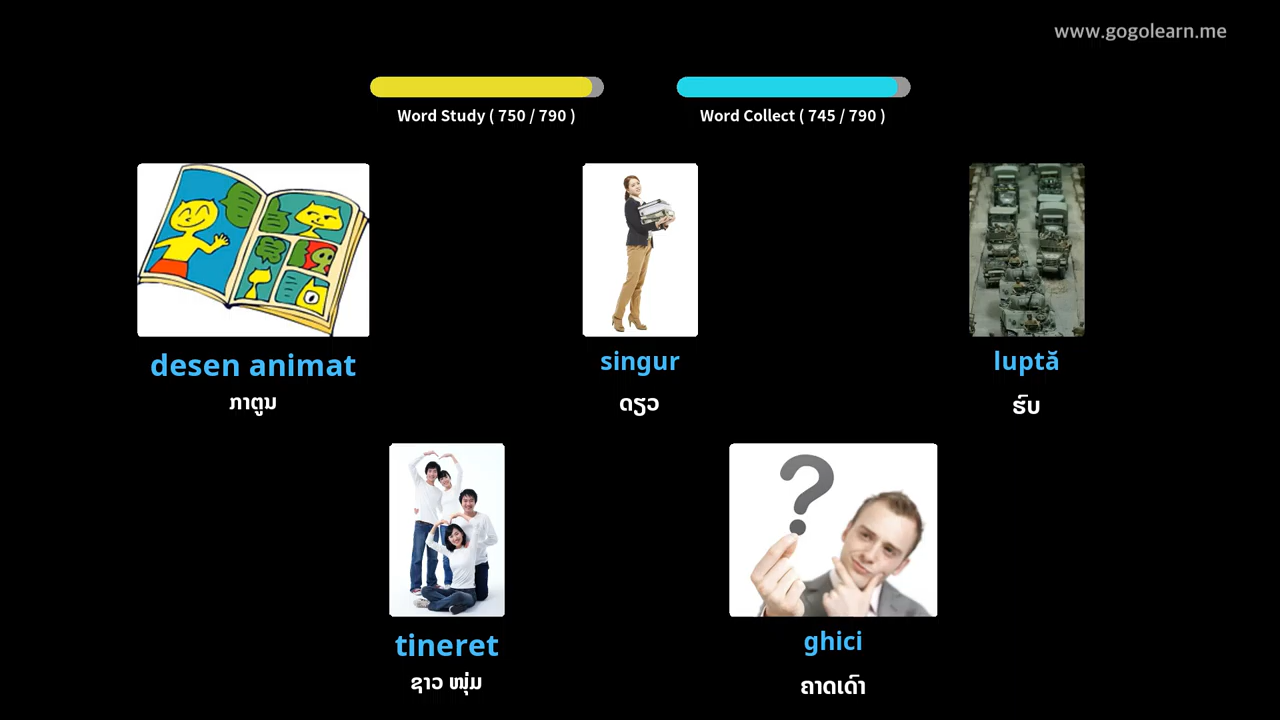 www.gogolearn.me
Word Study ( 750 / 790 )
Word Collect ( 745 / 790 )
desen animat
ກາຕູນ
singur
ດຽວ
luptă
ຮົບ
tineret
ຊາວ ໜຸ່ມ
ghici
ຄາດເດົາ